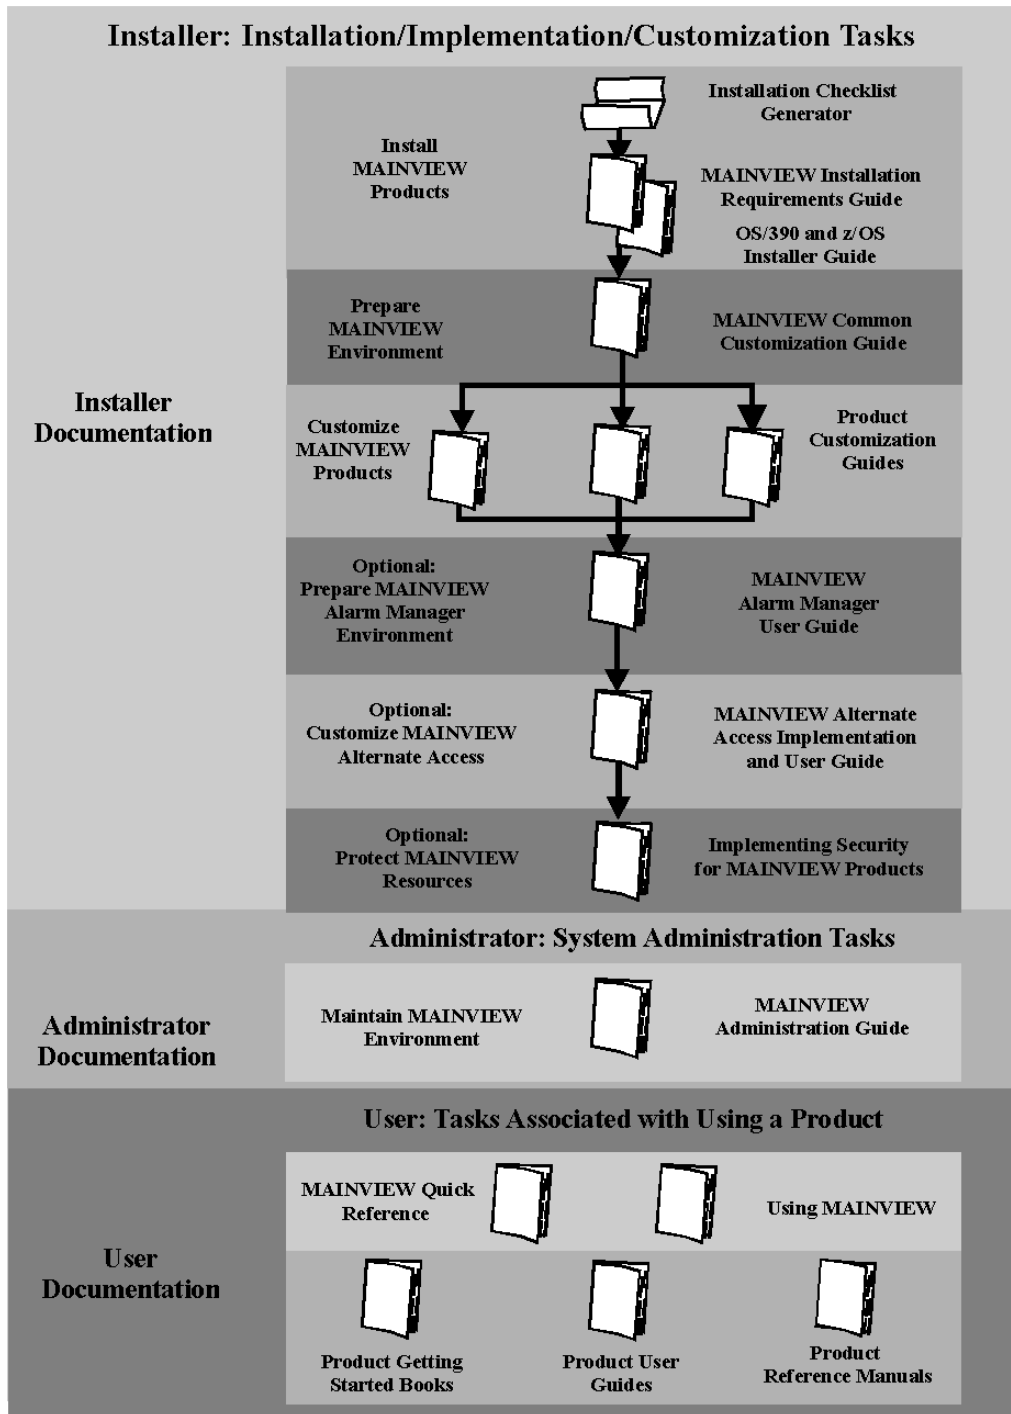 Installer: Installation/Implementation/Customization Tasks
Installer
Documentation
Install
MAINVIEW
Products
Installation Checklist
Generator
MAINVIEW Installation
Requirements Guide
OS/390 and z/OS
Installer Guide
Prepare
MAINVIEW
Environment
MAINVIEW Common
Customization Guide
Customize
MAINVIEW
Products
Product
Customization
Guides
Optional:
Prepare MAINVIEW
Alarm Manager
Environment
MAINVIEW
Alarm Manager
User Guide
Optional:
Customize MAINVIEW
Alternate Access
MAINVIEW Alternate
Access Implementation
and User Guide
Optional:
Protect MAINVIEW
Resources
Implementing Security
for MAINVIEW Products
Administrator: System Administration Tasks
Administrator
Documentation
Maintain MAINVIEW
Environment
MAINVIEW
Administration Guide
User: Tasks Associated with Using a Product
User
Documentation
MAINVIEW Quick
Reference
Using MAINVIEW
Product Getting
Started Books
Product User
Guides
Product
Reference Manuals